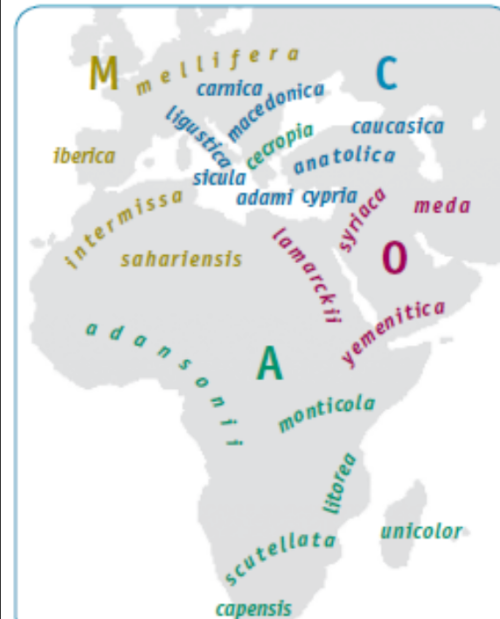 M
mellifera
C
carnica
macedonica
ligustica
cecropia
caucasica
iberica
anatolica
sicula
adami
cypria
intermissa
syriaca
meda
sahariensis
lamarckii
O
yemenitica
adansonii
A
monticola
litorea
unicolor
scutellata
capensis